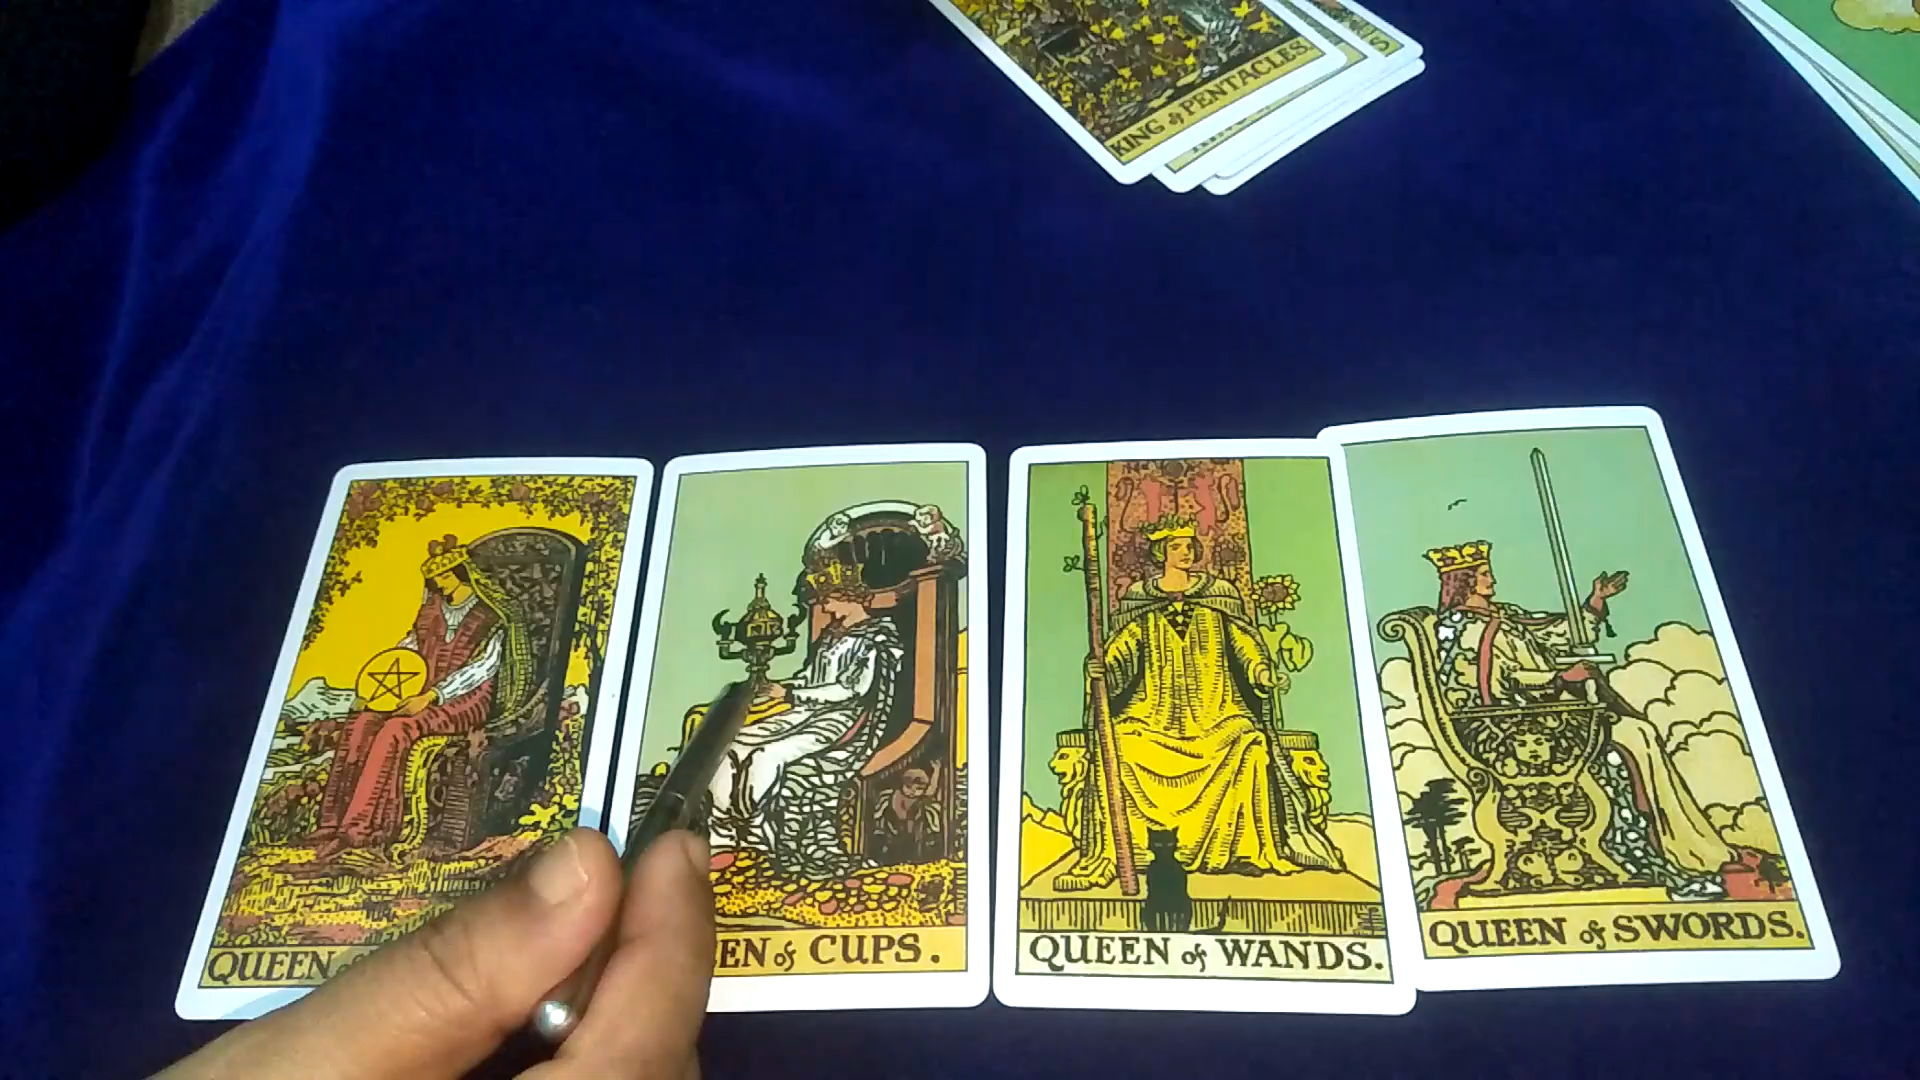 KING of PENTACLES.
S
QUEEN
EN of CUPS.
QUEEN of WANDS.
QUEEN of SWORDS.